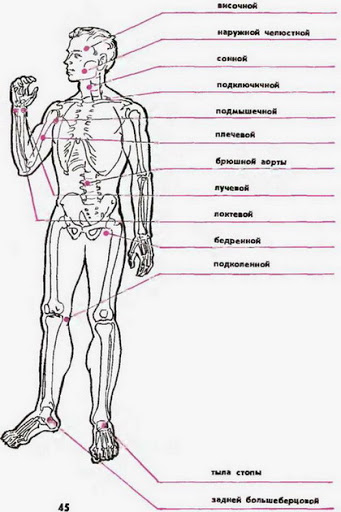 височной
наружной челюстной
сонной
подключичной
подмышечной
плечевой
брюшной аорты
лучевой
локтевой
бедренной
подколенной
тыла стопы
задней большеберцовой
45